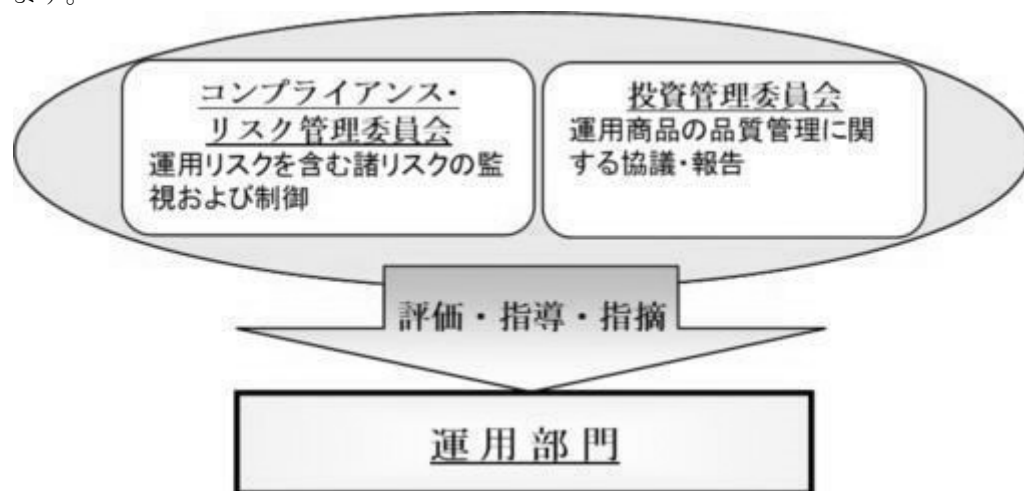 ます。
コンプライアンス・
リスク管理委員会
運用リスクを含む諸リスクの監
視および制御
投資管理委員会
運用商品の品質管理に関
する協議・報告
評価・指導・指摘
運用部門